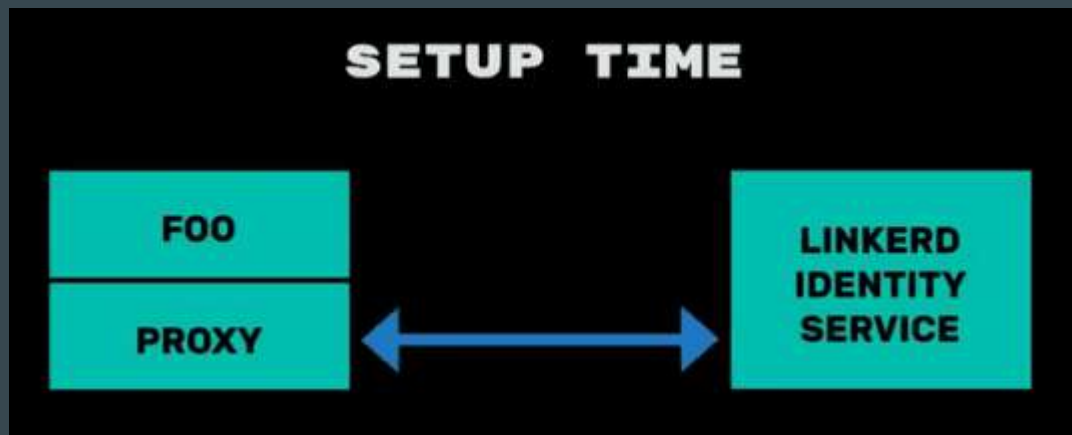 SETUP TIME
FOO
PROXY
LINKERD
IDENTITY
SERVICE